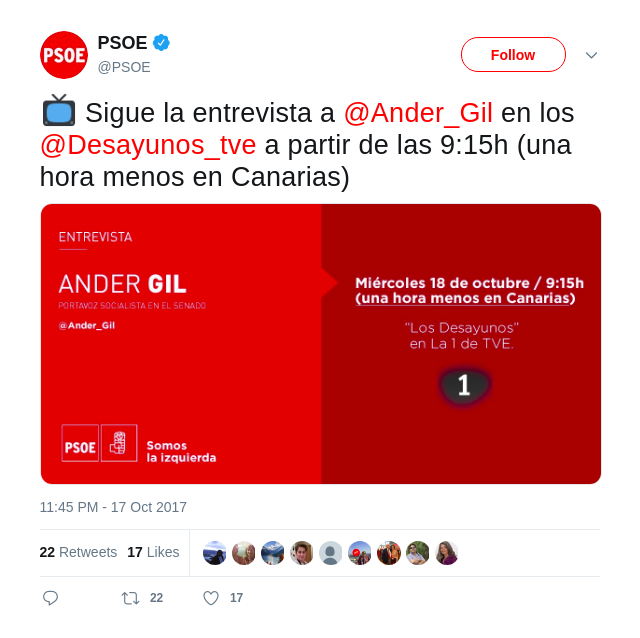 PSOE
PSOE
@PSOE
Follow
Sigue la entrevista a @Ander_Gil en los
@Desayunos_tve a partir de las 9:15h (una
hora menos en Canarias)
ENTREVISTA
ANDER GIL
PORTAVOZ SOCIALISTA EN EL SENADO
@Ander_Gil
PSOE
Somos
la izquierda
Miércoles 18 de octubre / 9:15h
(una hora menos en Canarias)
"Los Desayunos"
en La 1 de TVE.
1
11:45 PM - 17 Oct 2017
22 Retweets 17 Likes
22 17